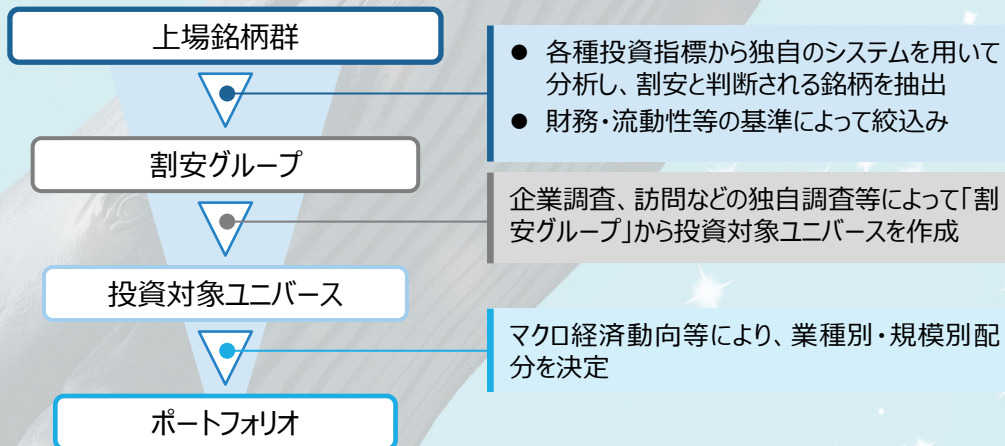 上場銘柄群
● 各種投資指標から独自のシステムを用いて
分析し、割安と判断される銘柄を抽出
● 財務・流動性等の基準によって絞込み
割安グループ
企業調査、訪問などの独自調査等によって「割
安グループ」から投資対象ユニバースを作成
投資対象ユニバース
マクロ経済動向等により、業種別・規模別配
分を決定
ポートフォリオ